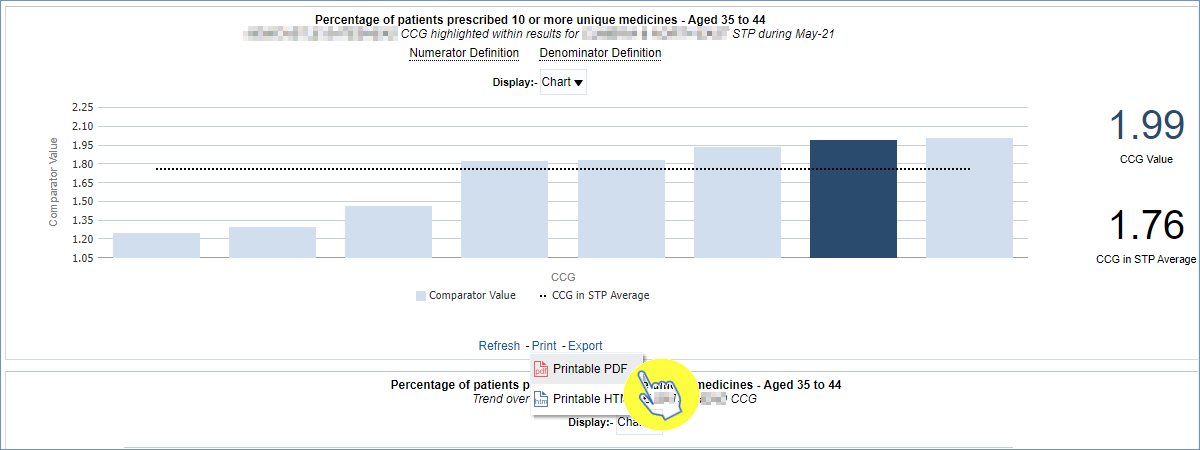 Percentage of patients prescribed 10 or more unique medicines - Aged 35 to 44
CCG highlighted within results for STP during May-21
Numerator Definition Denominator Definition
Display:- Chart
2.25
2.10
1.95
1.80
1.65
1.50
1.35
1.20
1.05
Comparator Value
CCG
Comparator Value CCG in STP Average
1.99
CCG Value
1.76
CCG in STP Average
Refresh - Print - Export
pdf Printable PDF
htm Printable HTM
Percentage of patients p medicines - Aged 35 to 44
Trend over CCG
Display:- Cha